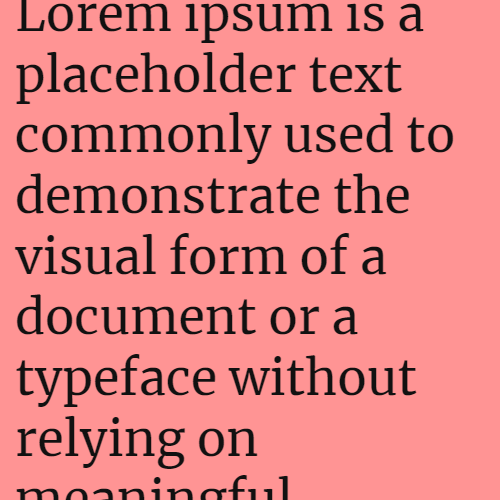 Lorem ipsum is a
placeholder text
commonly used to
demonstrate the
visual form of a
document or a
typeface without
relying on
meaningful